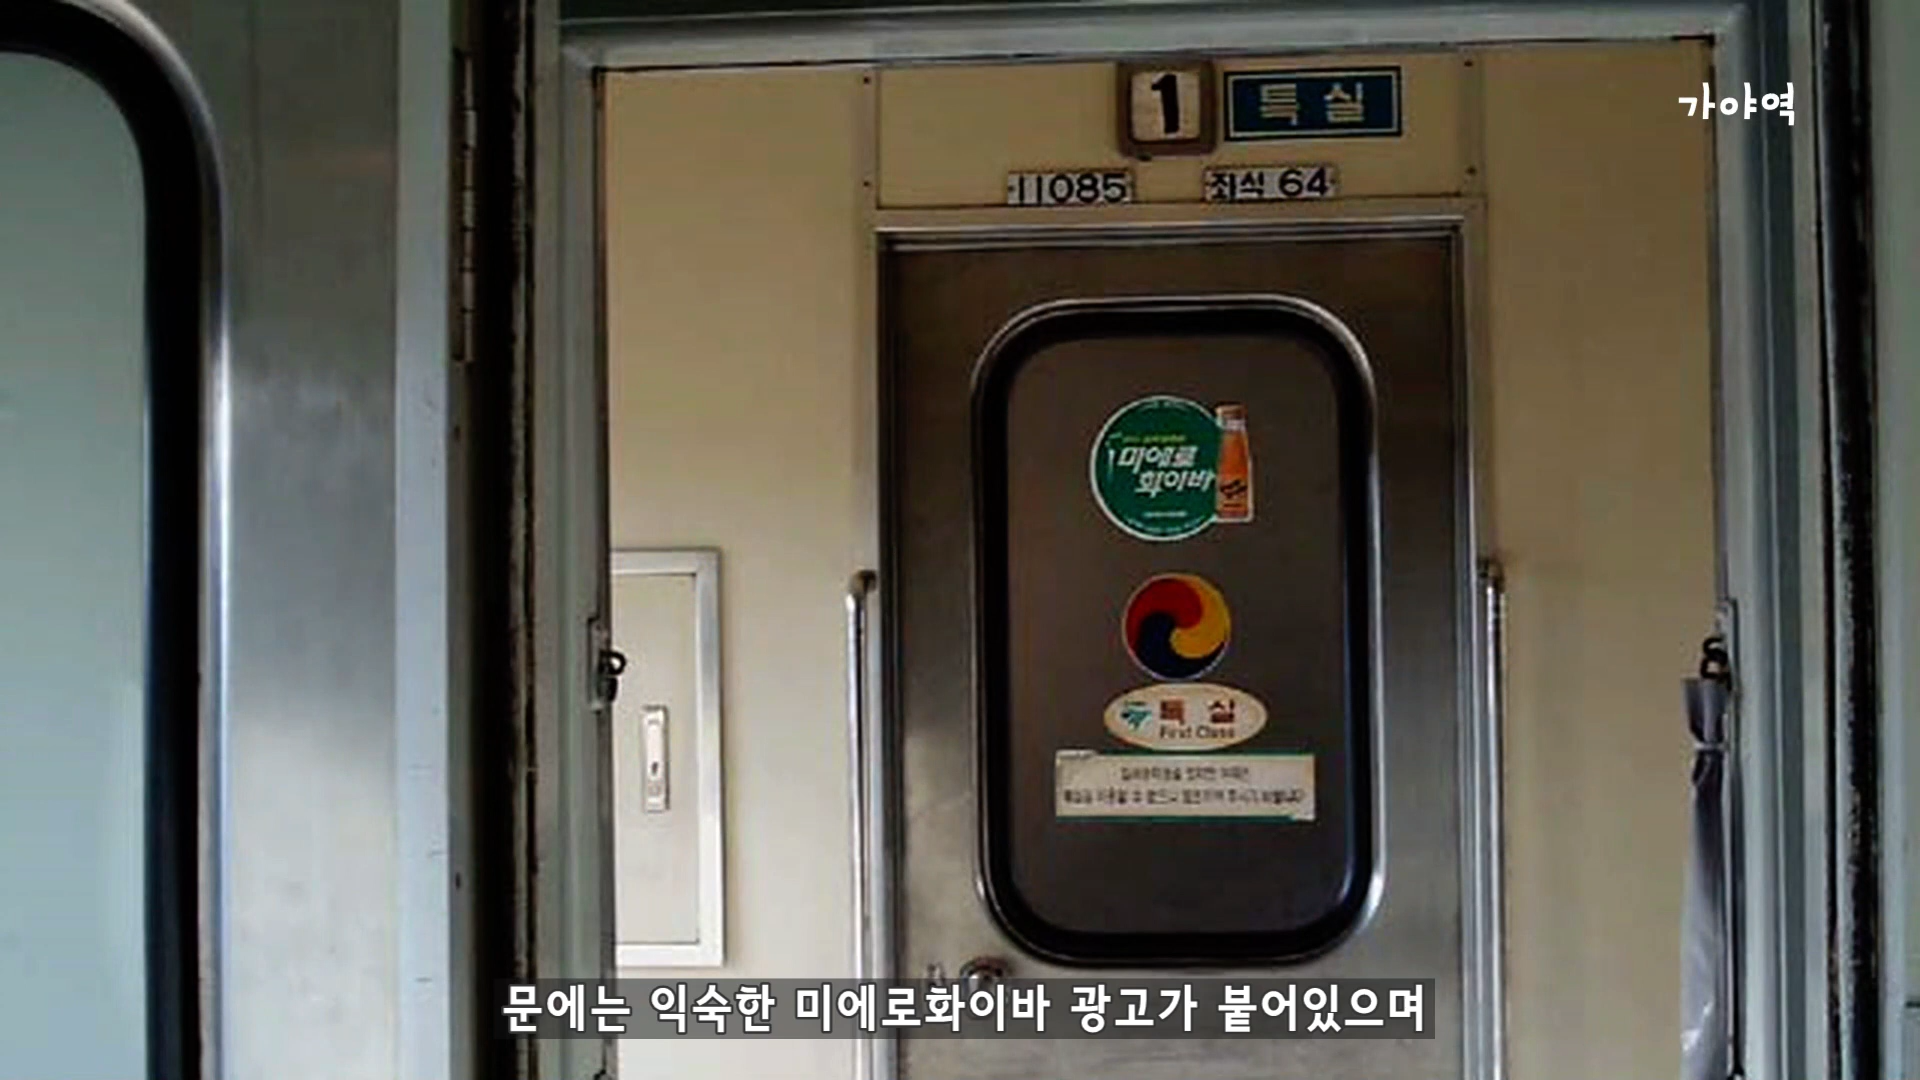 가야역
1 특실
11085 좌식 64
미에로
화이바
특실
First Class
문에는 익숙한 미에로화이바 광고가 붙어있으며